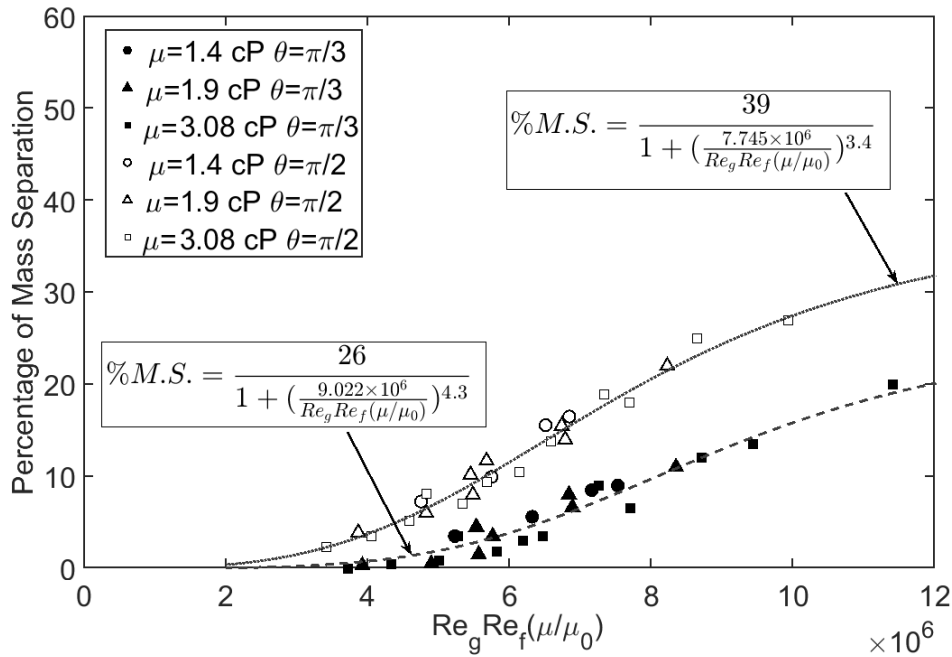 60
50
40
30
20
10
0
Percentage of Mass Separation
μ=1.4 cP θ=π/3
μ=1.9 cP θ=π/3
μ=3.08 cP θ=π/3
μ=1.4 cP θ=π/2
μ=1.9 cP θ=π/2
μ=3.08 cP θ=π/2
%M.S. = 39 / (1 + (7.745×10^6 / (Re_g Re_f (μ/μ_0)))^3.4)
%M.S. = 26 / (1 + (9.022×10^6 / (Re_g Re_f (μ/μ_0)))^4.3)
0 2 4 6 8 10 12
Re_g Re_f (μ/μ_0)
×10^6